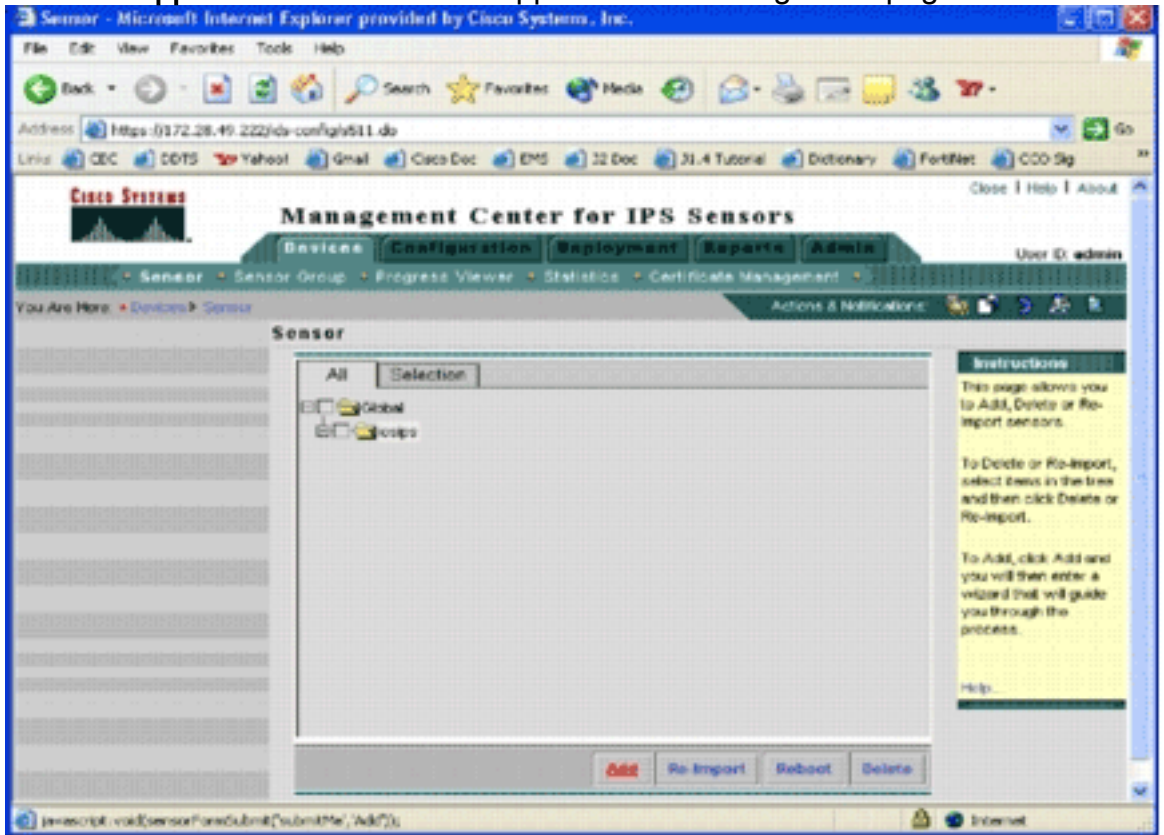 Sensor - Microsoft Internet Explorer provided by Cisco Systems, Inc.
File Edit View Favorites Tools Help
Back Search Favorites Media
Address https://172.28.49.222/ids-config/s511.do Go
Links CEC DDTS Yahoo! Gmail Cisco Doc EMS 32 Doc 31.4 Tutorial Dictionary FortiNet CCO Sig »
Close | Help | About
CISCO SYSTEMS
Management Center for IPS Sensors
Devices Configuration Deployment Reports Admin
User ID: admin
Sensor Sensor Group Progress Viewer Statistics Certificate Management
You Are Here: Devices > Sensor
Actions & Notifications:
Sensor
All Selection
Global
iosips
Add Re-Import Reboot Delete
Instructions
This page allows you
to Add, Delete or Re-
Import sensors.
To Delete or Re-Import,
select items in the tree
and then click Delete or
Re-Import.
To Add, click Add and
you will then enter a
wizard that will guide
you through the
process.
Help...
javascript:void(sensorFormSubmit('submitMe','Add'));
Internet